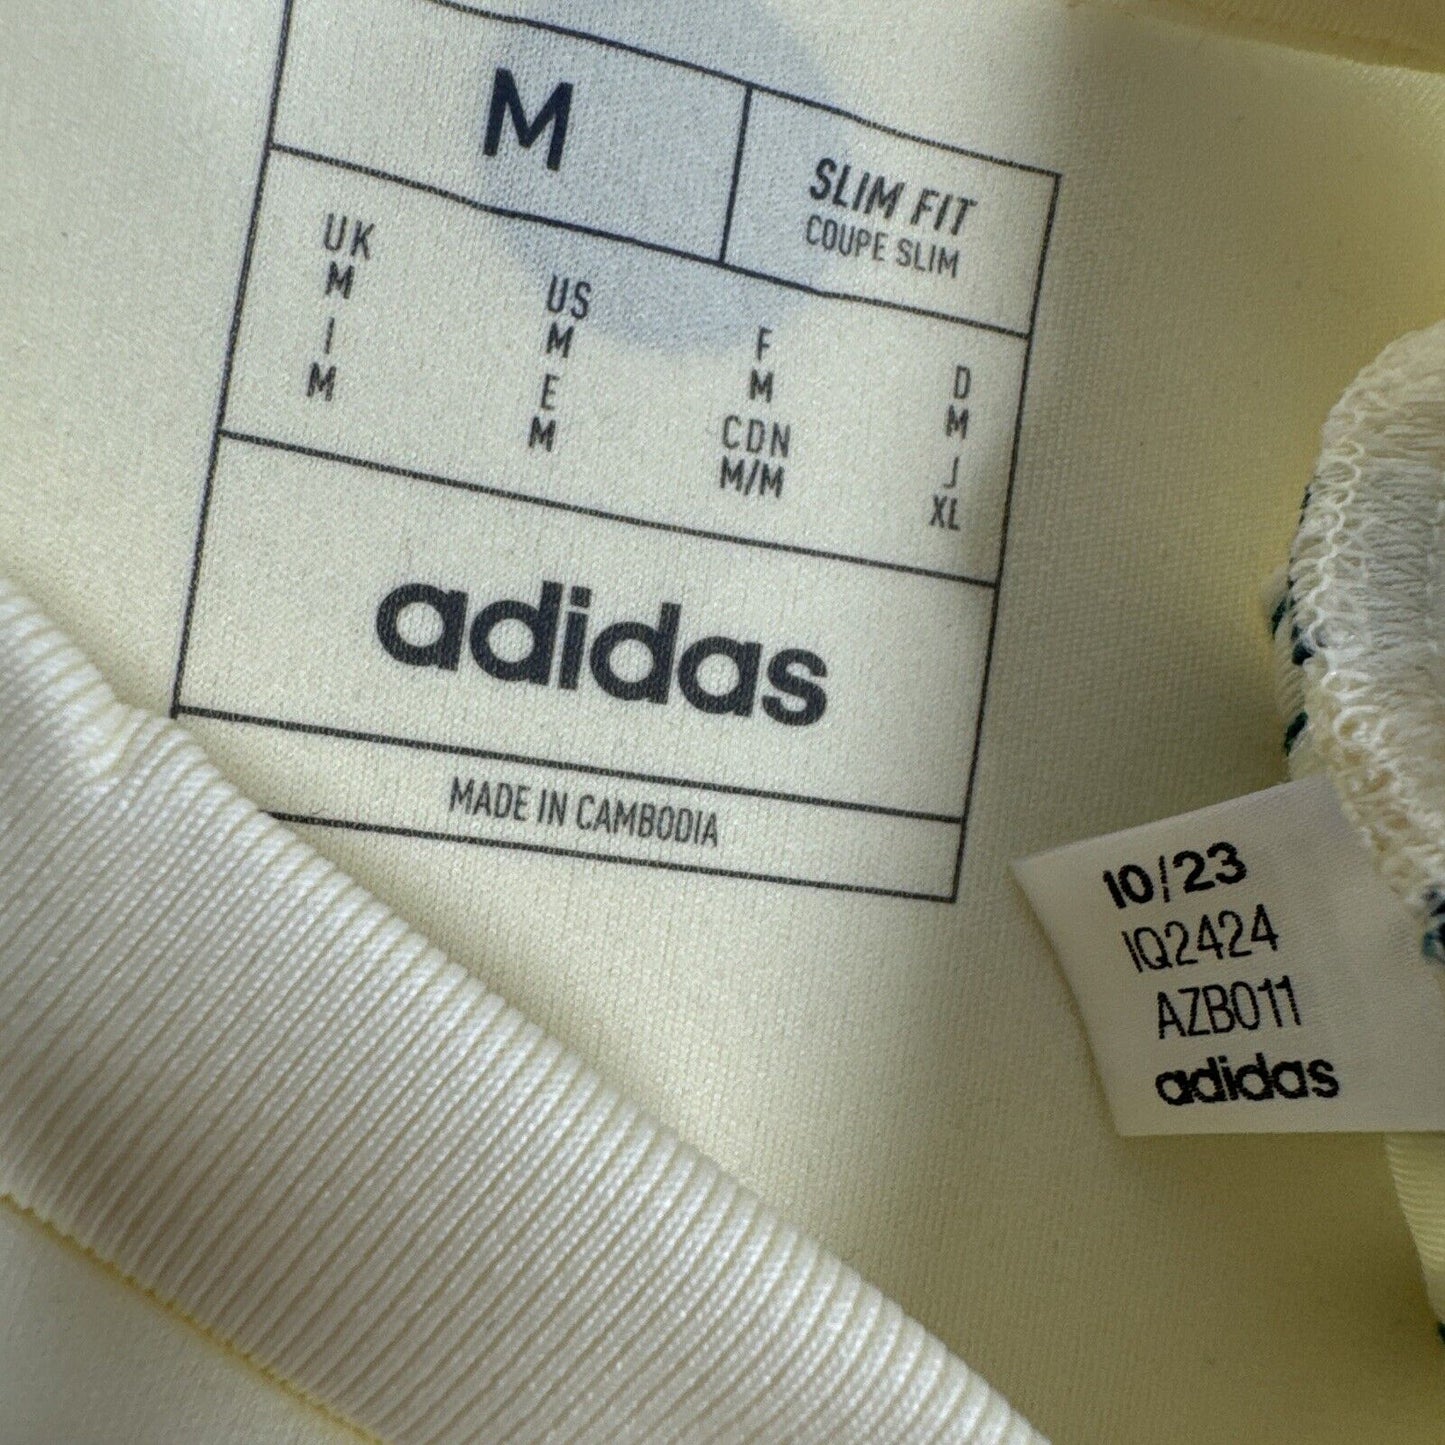 M
SLIM FIT
COUPE SLIM
UK US F D
M M M M
I E CDN J
M M M/M XL
adidas
MADE IN CAMBODIA
10/23
IQ2424
AZB011
adidas